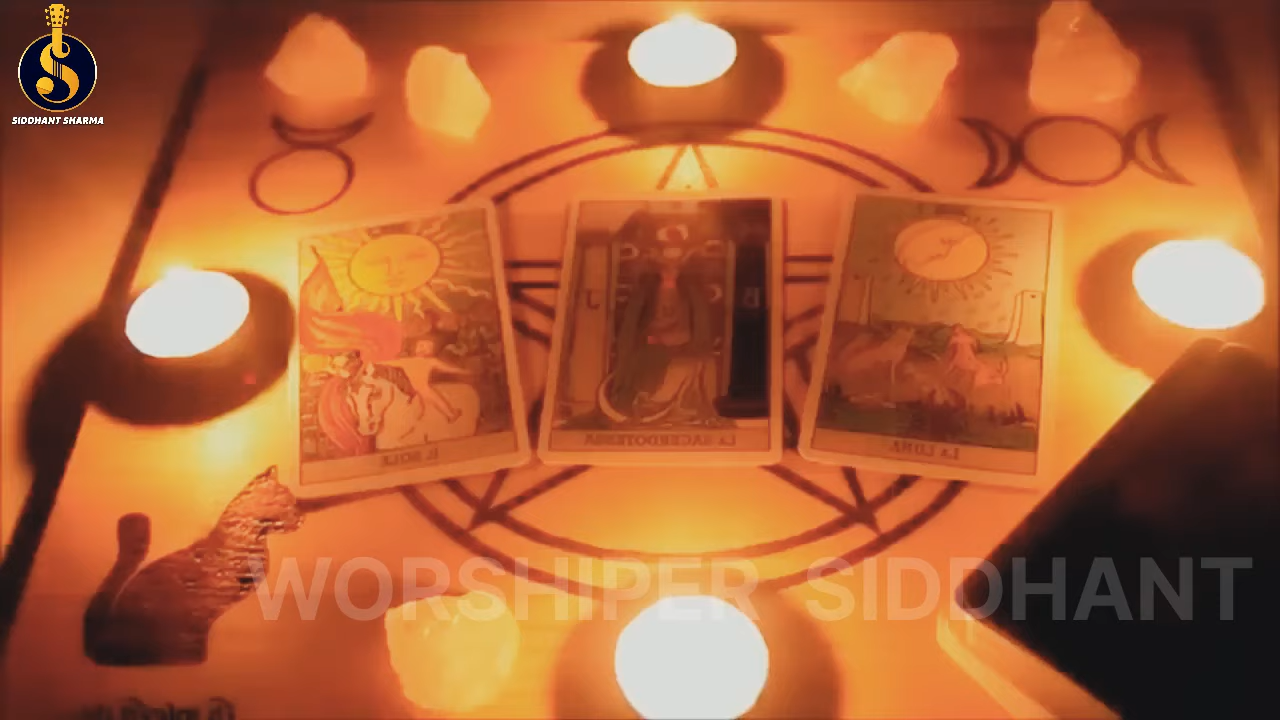 SIDDHANT SHARMA
J B
IL SOLE
LA SACERDOTESSA
LA LUNA
WORSHIPER SIDDHANT